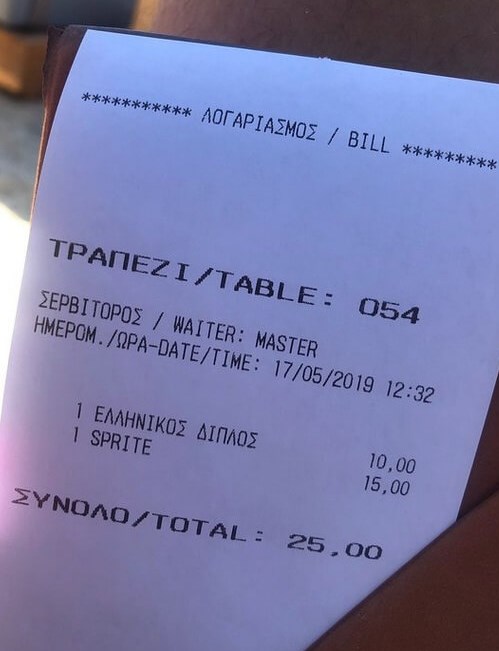 *********** ΛΟΓΑΡΙΑΣΜΟΣ / BILL *********
ΤΡΑΠΕΖΙ/TABLE: 054
ΣΕΡΒΙΤΟΡΟΣ / WAITER: MASTER
ΗΜΕΡΟΜ./ΩΡΑ-DATE/TIME: 17/05/2019 12:32
1 ΕΛΛΗΝΙΚΟΣ ΔΙΠΛΟΣ 10,00
1 SPRITE 15,00
ΣΥΝΟΛΟ/TOTAL: 25,00